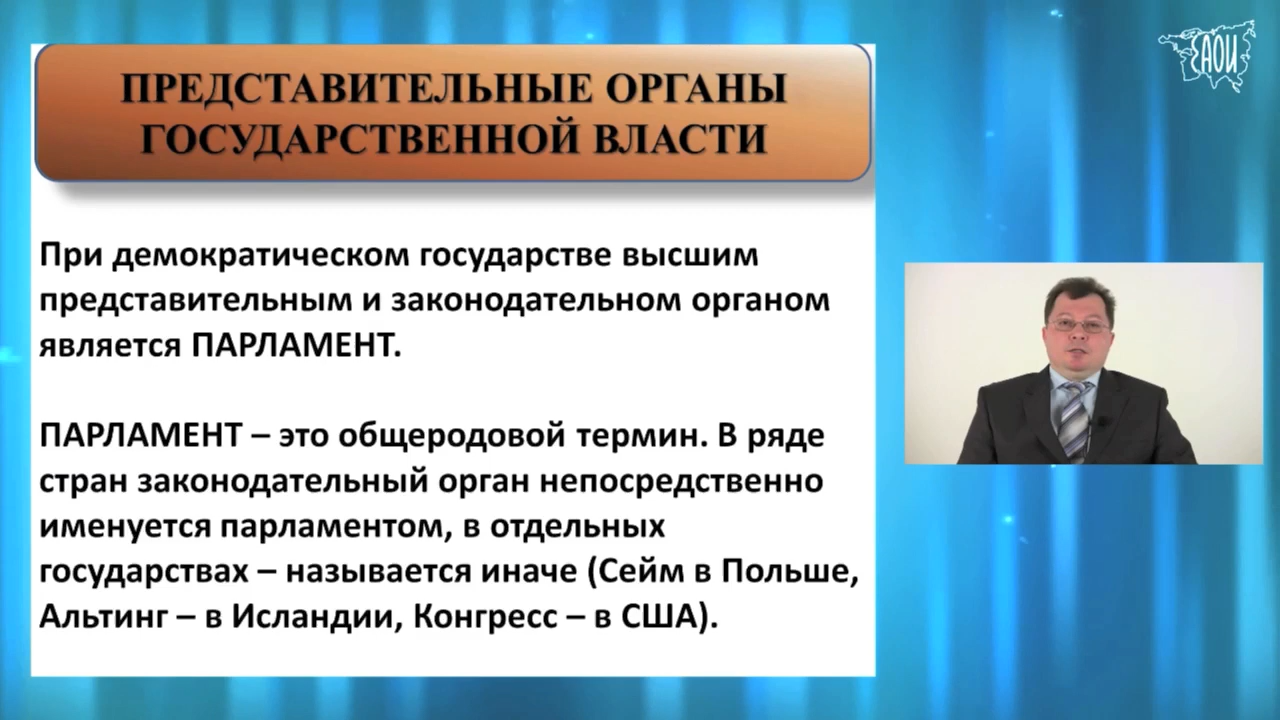 ПРЕДСТАВИТЕЛЬНЫЕ ОРГАНЫ
ГОСУДАРСТВЕННОЙ ВЛАСТИ
При демократическом государстве высшим
представительным и законодательном органом
является ПАРЛАМЕНТ.
ПАРЛАМЕНТ – это общеродовой термин. В ряде
стран законодательный орган непосредственно
именуется парламентом, в отдельных
государствах – называется иначе (Сейм в Польше,
Альтинг – в Исландии, Конгресс – в США).
ЕАОИ